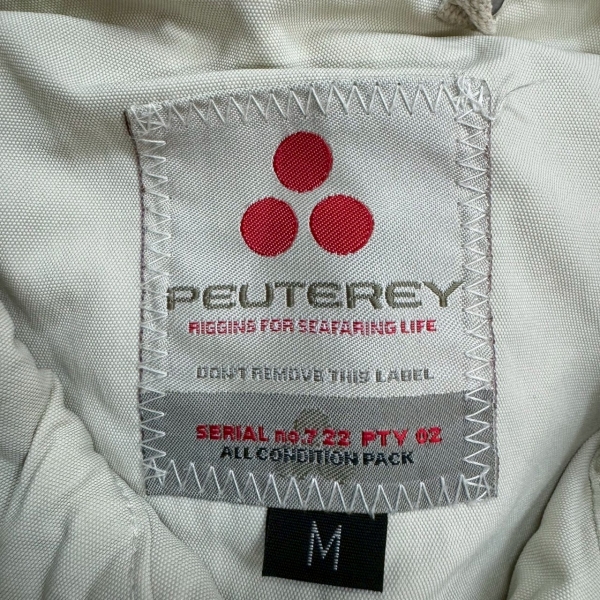 PEUTEREY
RIGGING FOR SEAFARING LIFE
DON'T REMOVE THIS LABEL
SERIAL no.7.22 PTY 02
ALL CONDITION PACK
M